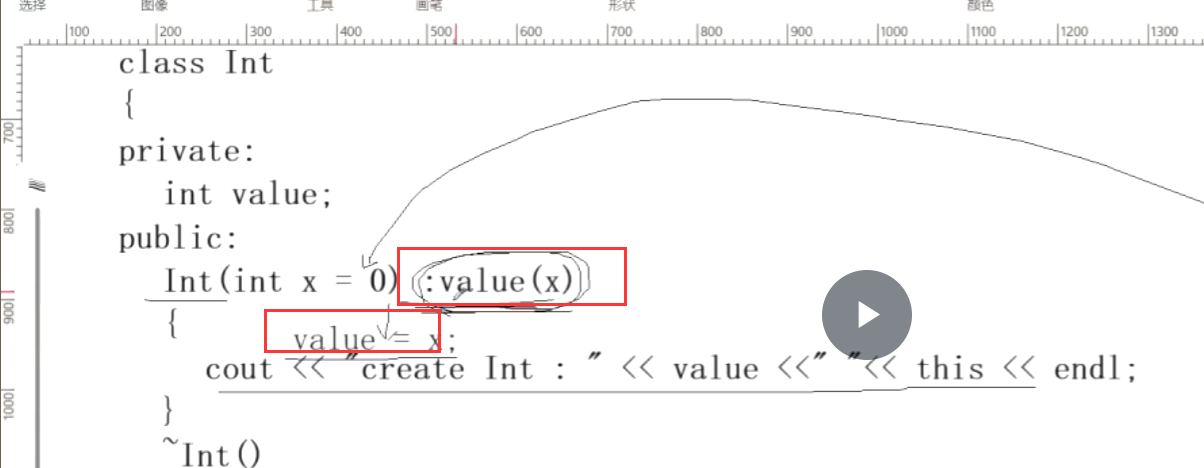 选择 图像 工具 画笔 形状 颜色
100 200 300 400 500 600 700 800 900 1000 1100 1200 1300
700
800
900
1000
class Int
{
private:
int value;
public:
Int(int x = 0) :value(x)
{
value = x;
cout << "create Int : " << value <<" "<< this << endl;
}
~Int()